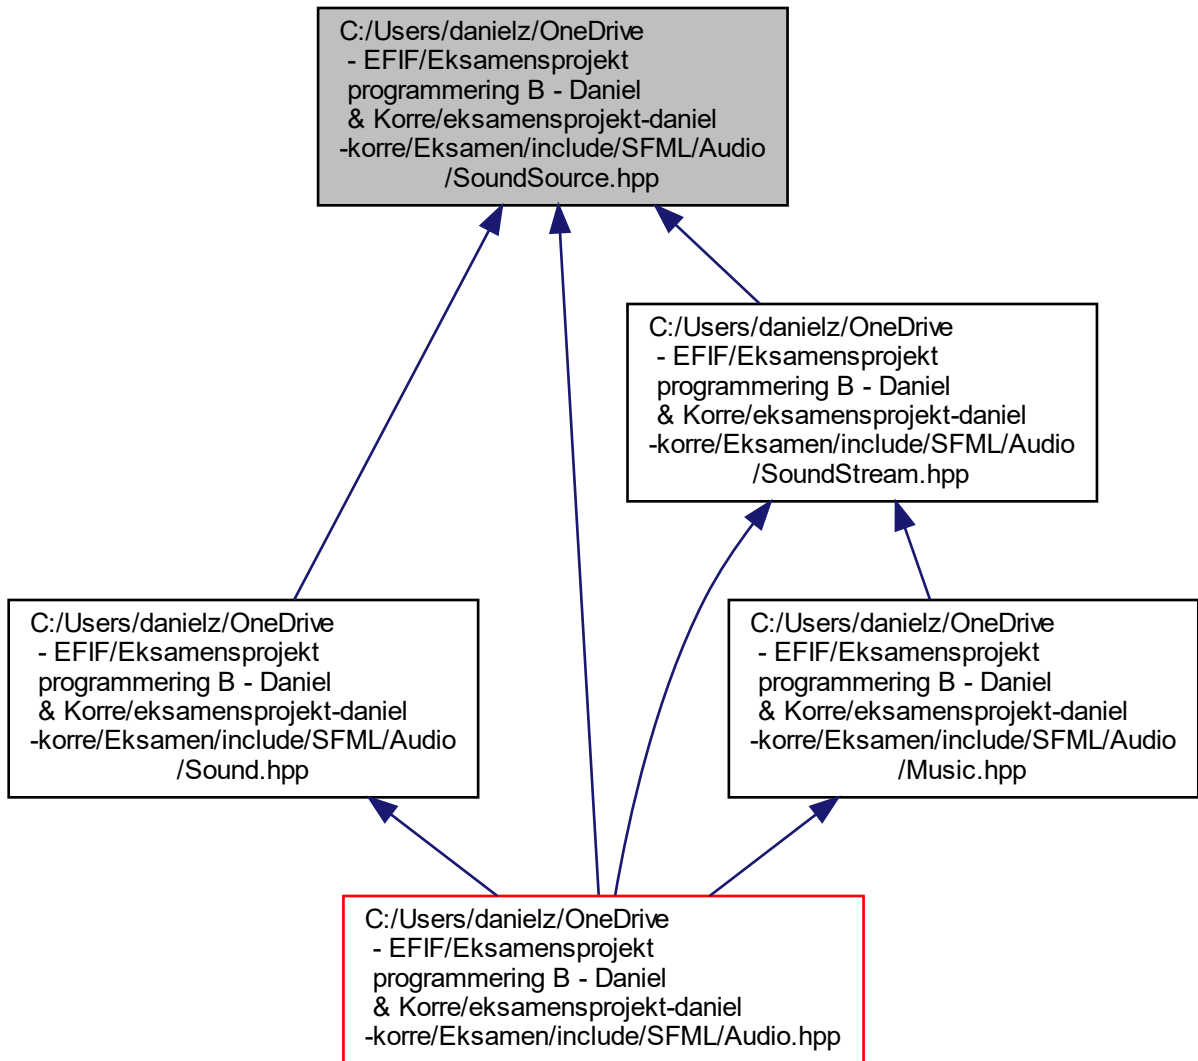 C:/Users/danielz/OneDrive
- EFIF/Eksamensprojekt
programmering B - Daniel
& Korre/eksamensprojekt-daniel
-korre/Eksamen/include/SFML/Audio
/SoundSource.hpp
C:/Users/danielz/OneDrive
- EFIF/Eksamensprojekt
programmering B - Daniel
& Korre/eksamensprojekt-daniel
-korre/Eksamen/include/SFML/Audio
/SoundStream.hpp
C:/Users/danielz/OneDrive
- EFIF/Eksamensprojekt
programmering B - Daniel
& Korre/eksamensprojekt-daniel
-korre/Eksamen/include/SFML/Audio
/Sound.hpp
C:/Users/danielz/OneDrive
- EFIF/Eksamensprojekt
programmering B - Daniel
& Korre/eksamensprojekt-daniel
-korre/Eksamen/include/SFML/Audio
/Music.hpp
C:/Users/danielz/OneDrive
- EFIF/Eksamensprojekt
programmering B - Daniel
& Korre/eksamensprojekt-daniel
-korre/Eksamen/include/SFML/Audio.hpp